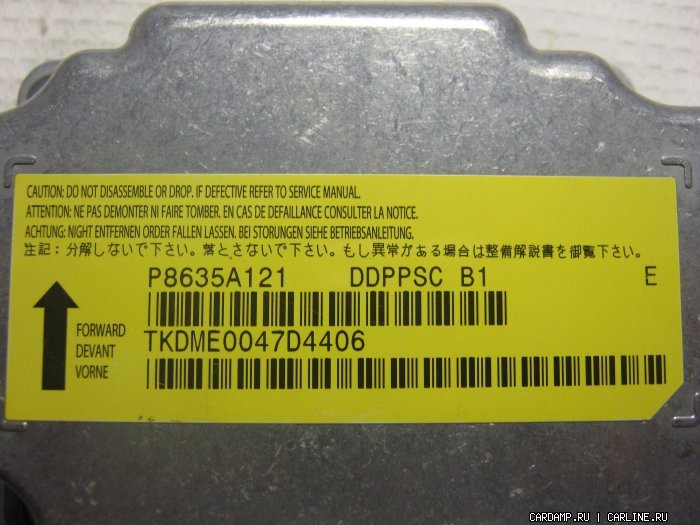 CAUTION: DO NOT DISASSEMBLE OR DROP. IF DEFECTIVE REFER TO SERVICE MANUAL.
ATTENTION: NE PAS DEMONTER NI FAIRE TOMBER. EN CAS DE DEFAILLANCE CONSULTER LA NOTICE.
ACHTUNG: NIGHT ENTFERNEN ORDER FALLEN LASSEN. BEI STORUNGEN SIEHE BETRIEBSANLEITUNG.
注記:分解しないで下さい。落とさないで下さい。もし異常がある場合は整備解説書を御覧下さい。
P8635A121 DDPPSC B1 E
TKDME0047D4406
FORWARD
DEVANT
VORNE
CARDAMP.RU | CARLINE.RU